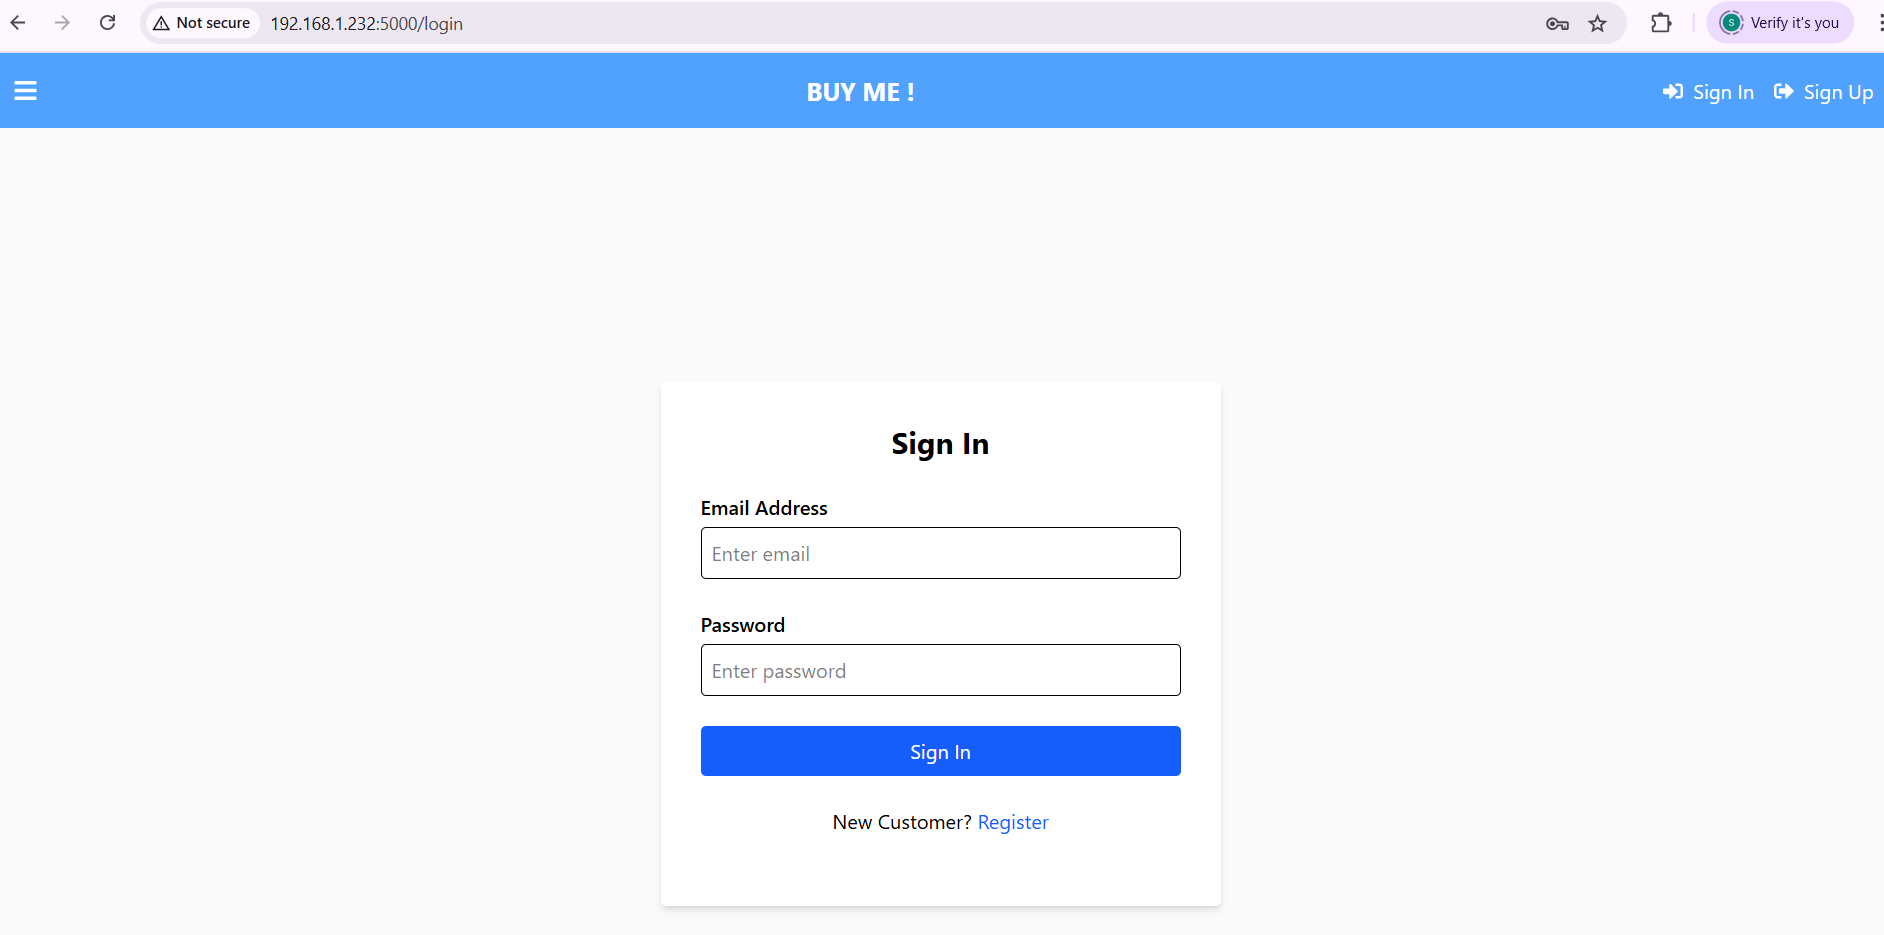 Not secure 192.168.1.232:5000/login Verify it's you
BUY ME ! Sign In Sign Up
Sign In
Email Address
Enter email
Password
Enter password
Sign In
New Customer? Register